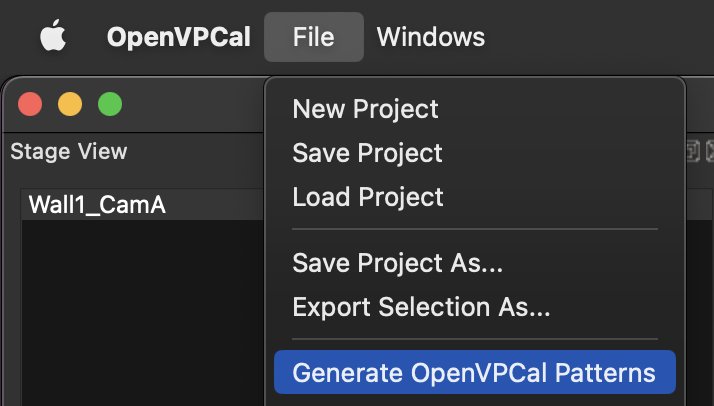 OpenVPCal File Windows
New Project
Stage View
Save Project
Load Project
Wall1_CamA
Save Project As...
Export Selection As...
Generate OpenVPCal Patterns